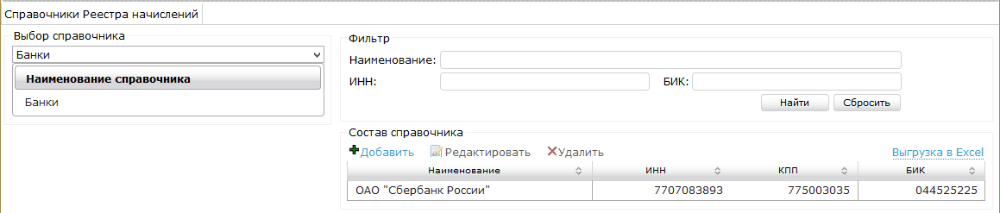 Справочники Реестра начислений
Выбор справочника
Банки
Наименование справочника
Банки
Фильтр
Наименование:
ИНН: БИК:
Найти Сбросить
Состав справочника
Добавить Редактировать Удалить Выгрузка в Excel
Наименование ИНН КПП БИК
ОАО "Сбербанк России" 7707083893 775003035 044525225